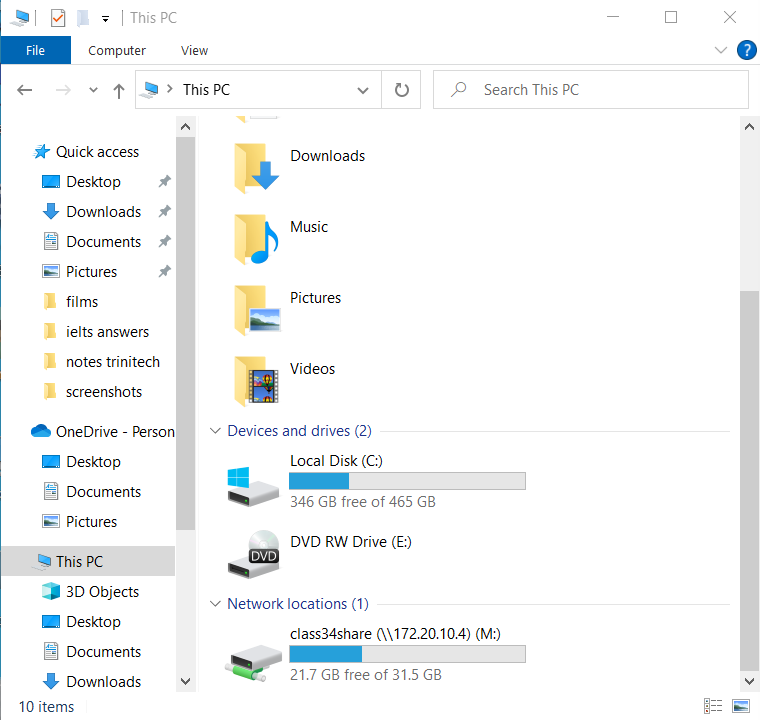 This PC
File
Computer
View
?
This PC
Search This PC
Quick access
Desktop
Downloads
Documents
Pictures
films
ielts answers
notes trinitech
screenshots
OneDrive - Person
Desktop
Documents
Pictures
This PC
3D Objects
Desktop
Documents
Downloads
Downloads
Music
Pictures
Videos
Devices and drives (2)
Local Disk (C:)
346 GB free of 465 GB
DVD
DVD RW Drive (E:)
Network locations (1)
class34share (\\172.20.10.4) (M:)
21.7 GB free of 31.5 GB
10 items